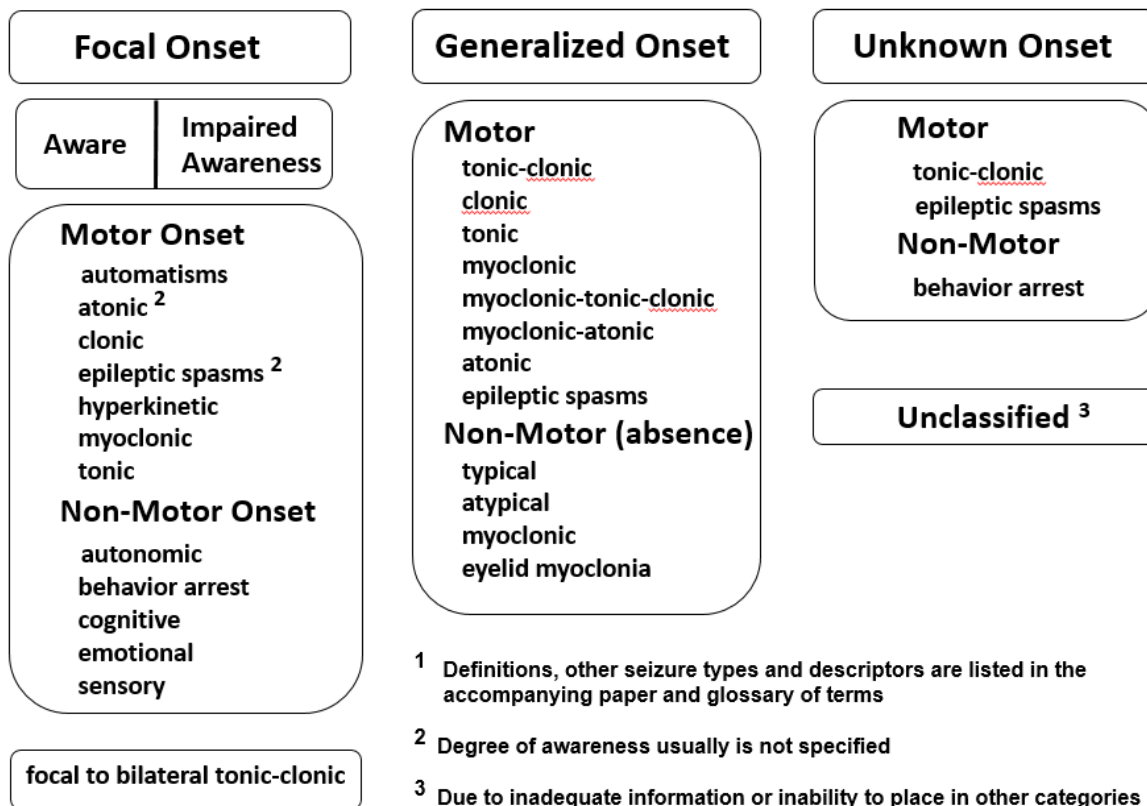 Focal Onset
Aware
Impaired
Awareness
Motor Onset
automatisms
atonic ²
clonic
epileptic spasms ²
hyperkinetic
myoclonic
tonic
Non-Motor Onset
autonomic
behavior arrest
cognitive
emotional
sensory
focal to bilateral tonic-clonic
Generalized Onset
Motor
tonic-clonic
clonic
tonic
myoclonic
myoclonic-tonic-clonic
myoclonic-atonic
atonic
epileptic spasms
Non-Motor (absence)
typical
atypical
myoclonic
eyelid myoclonia
Unknown Onset
Motor
tonic-clonic
epileptic spasms
Non-Motor
behavior arrest
Unclassified ³
¹ Definitions, other seizure types and descriptors are listed in the
accompanying paper and glossary of terms
² Degree of awareness usually is not specified
³ Due to inadequate information or inability to place in other categories